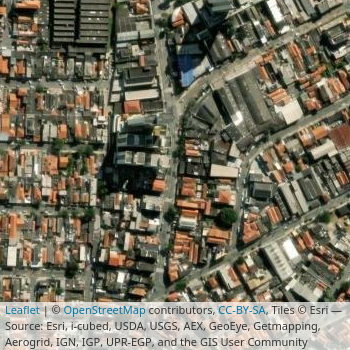 Leaflet | © OpenStreetMap contributors, CC-BY-SA, Tiles © Esri —
Source: Esri, i-cubed, USDA, USGS, AEX, GeoEye, Getmapping,
Aerogrid, IGN, IGP, UPR-EGP, and the GIS User Community